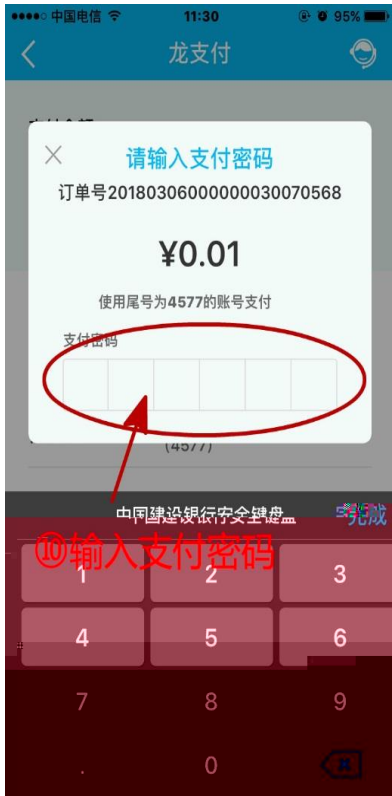 中国电信 11:30 95%
龙支付
请输入支付密码
订单号20180306000000030070568
¥0.01
使用尾号为4577的账号支付
支付密码
(4577)
中国建设银行安全键盘 完成
⑩输入支付密码
1 2 3
4 5 6
7 8 9
. 0